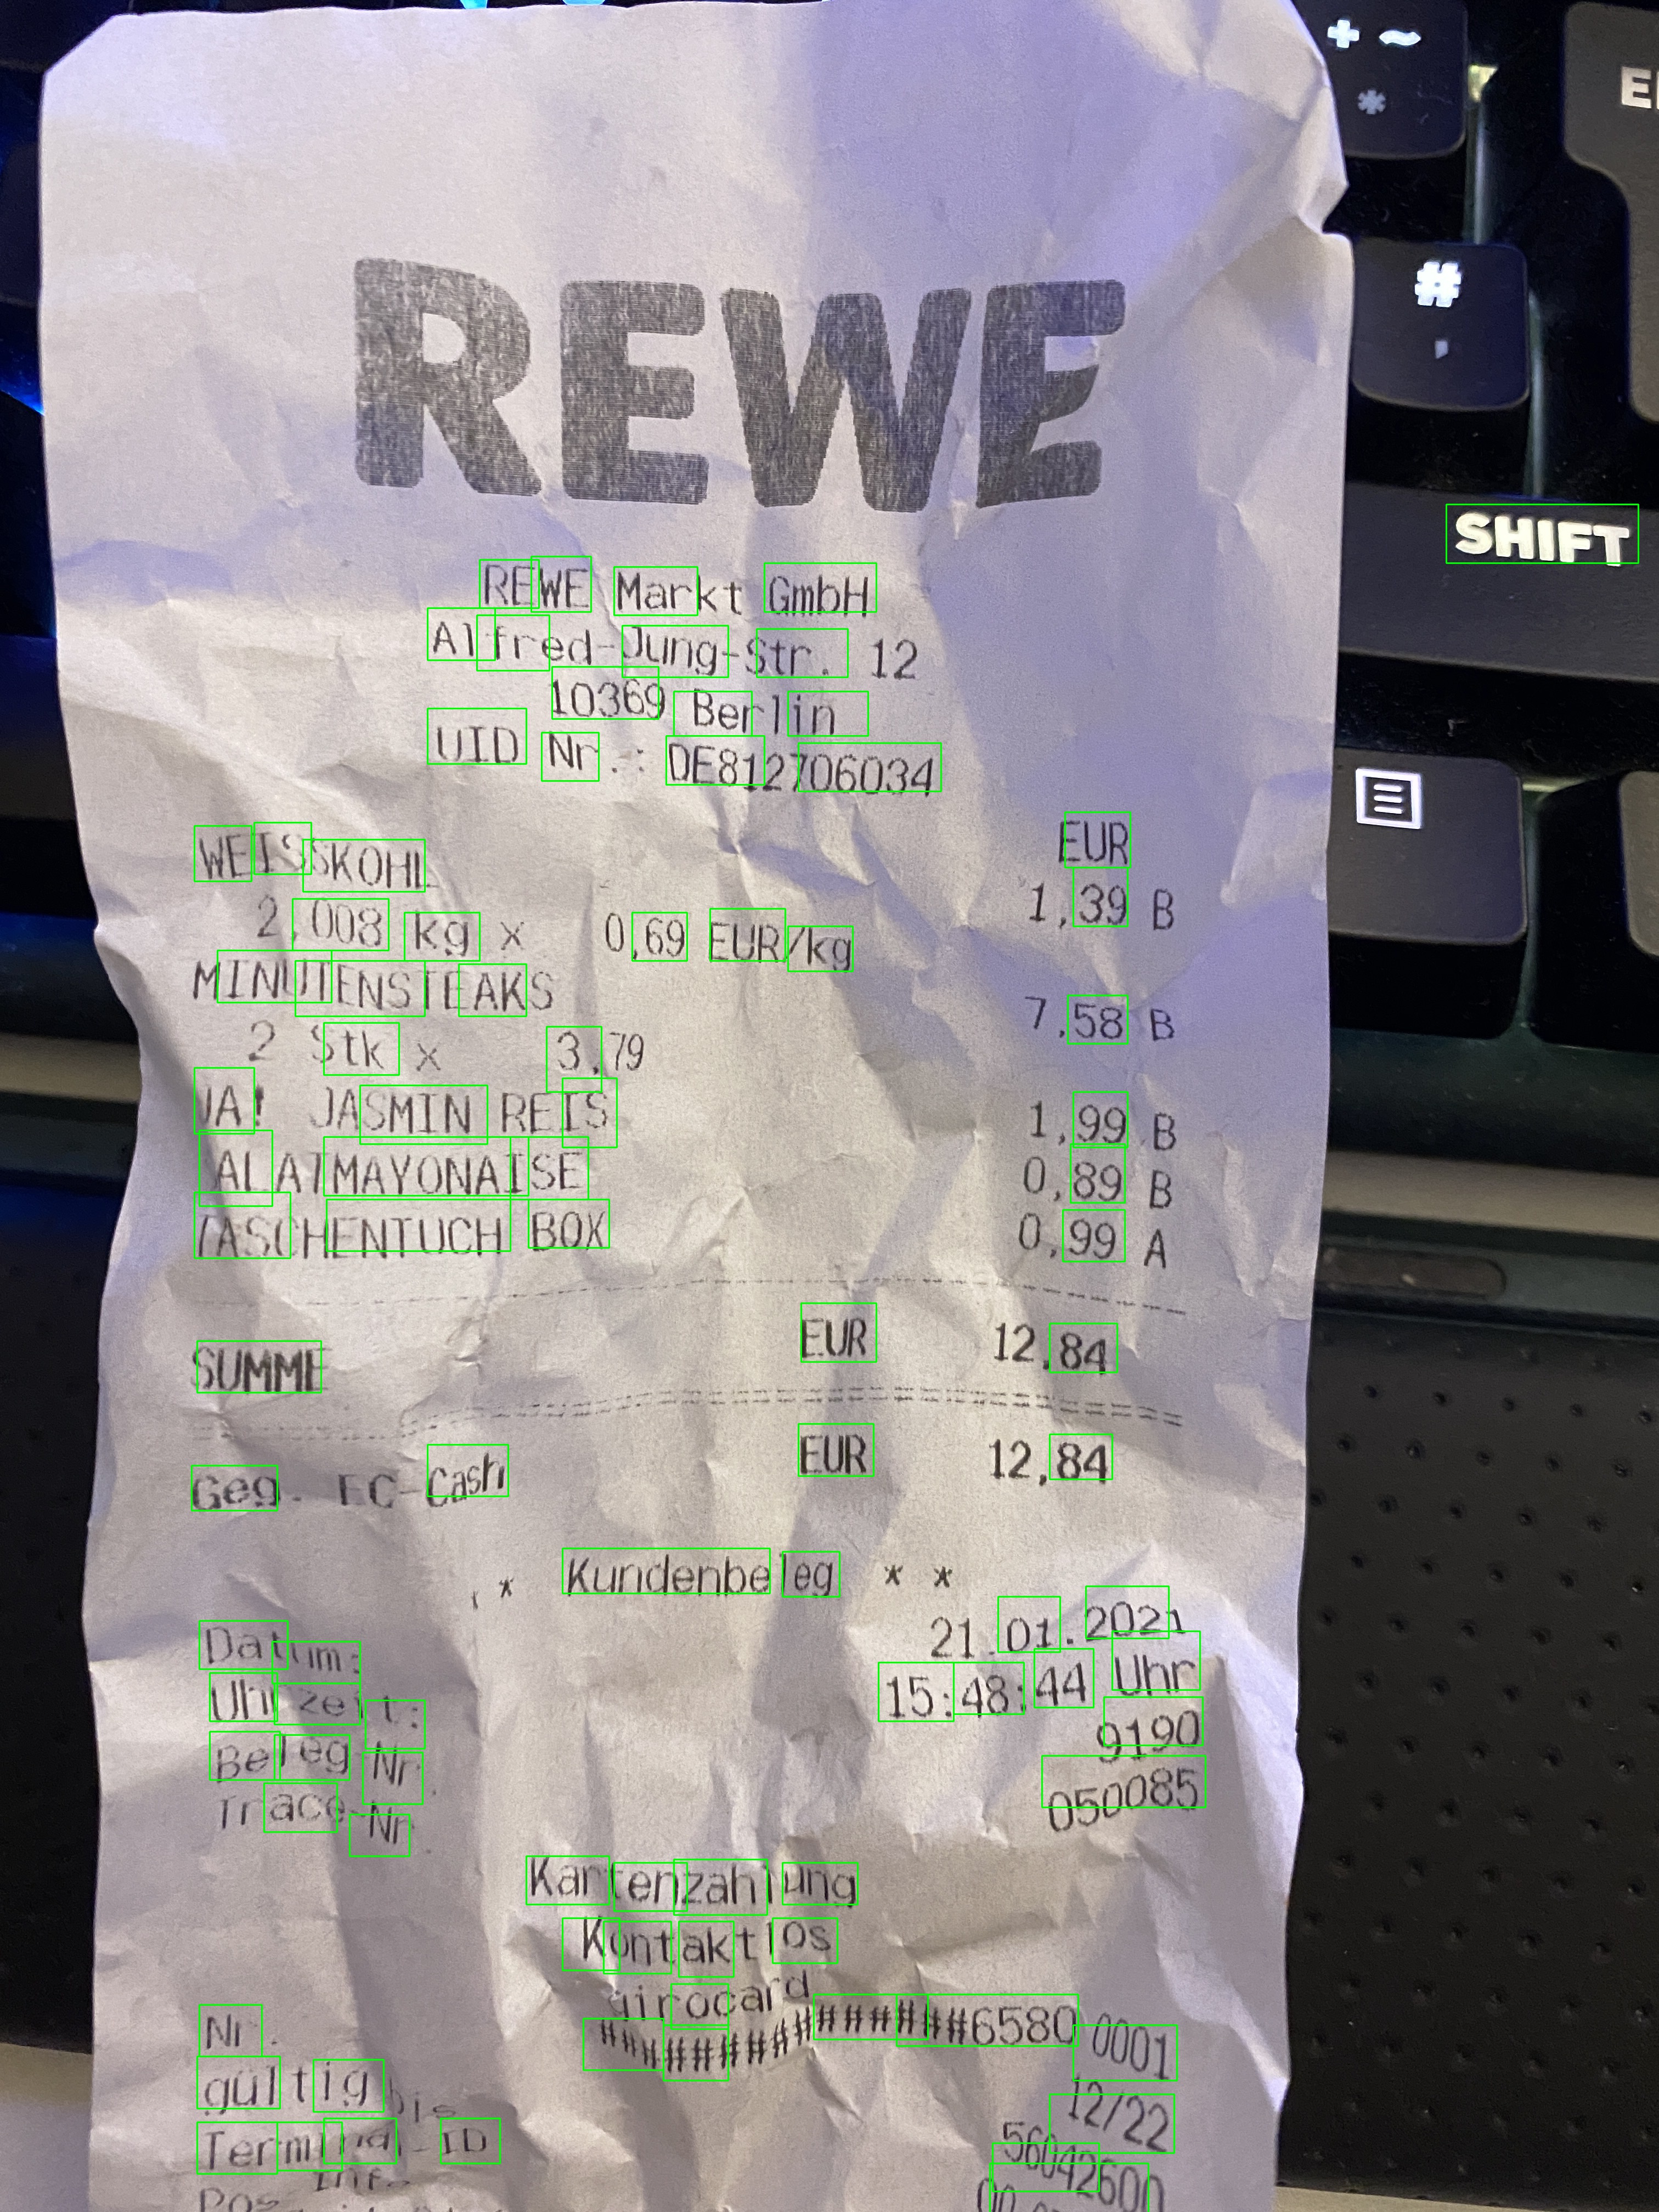 REWE
REWE Markt GmbH
Alfred-Jung-Str. 12
10369 Berlin
UID Nr.: DE812706034
EUR
WEISSKOHL 1,39 B
2,008 kg x 0,69 EUR/kg
MINUTENSTEAKS 7,58 B
2 Stk x 3,79
JA! JASMIN REIS 1,99 B
SALATMAYONAISE 0,89 B
TASCHENTUCH BOX 0,99 A
SUMME EUR 12,84
Geg. EC-Cash EUR 12,84
* * Kundenbeleg * *
Datum: 21.01.2021
Uhrzeit: 15:48:44 Uhr
Beleg-Nr. 9190
Trace-Nr. 050085
Kartenzahlung
Kontaktlos
girocard
Nr. ###############6580 0001
gültig bis 12/22
Terminal-ID 56042600
Pos-Info
+ ~
*
#
'
SHIFT